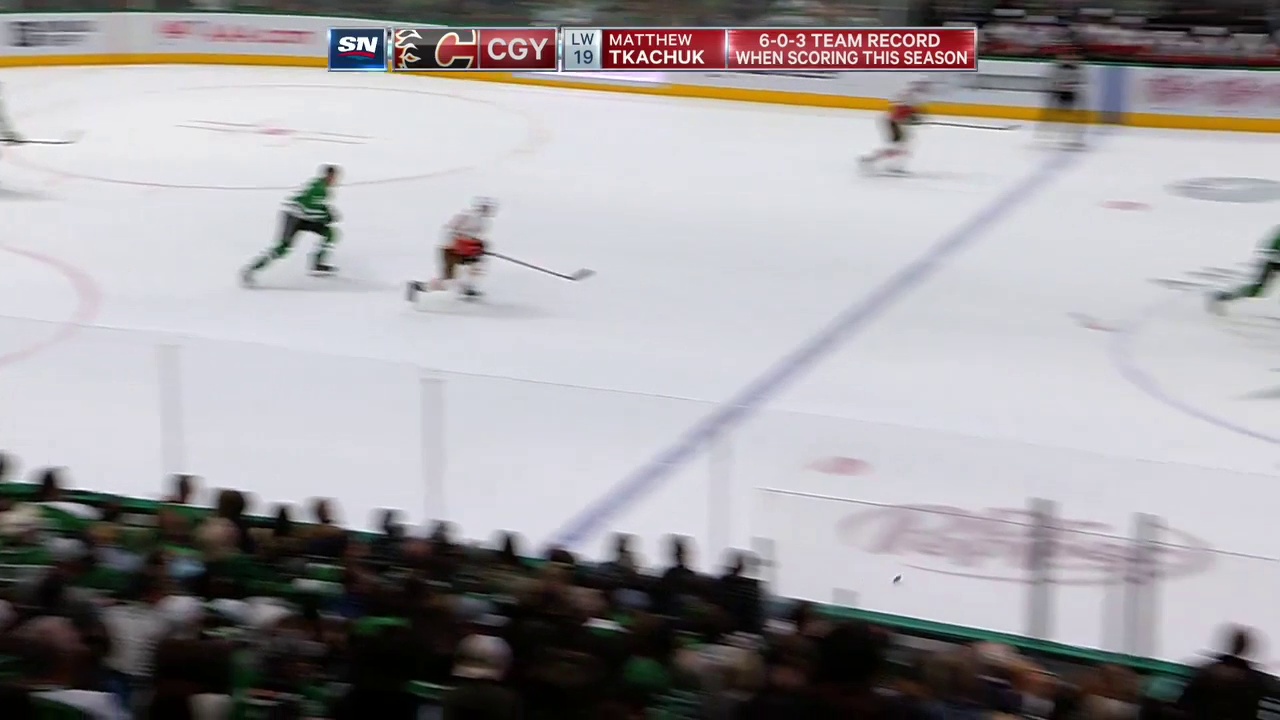 SN
CGY
LW
19
MATTHEW
TKACHUK
6-0-3 TEAM RECORD
WHEN SCORING THIS SEASON